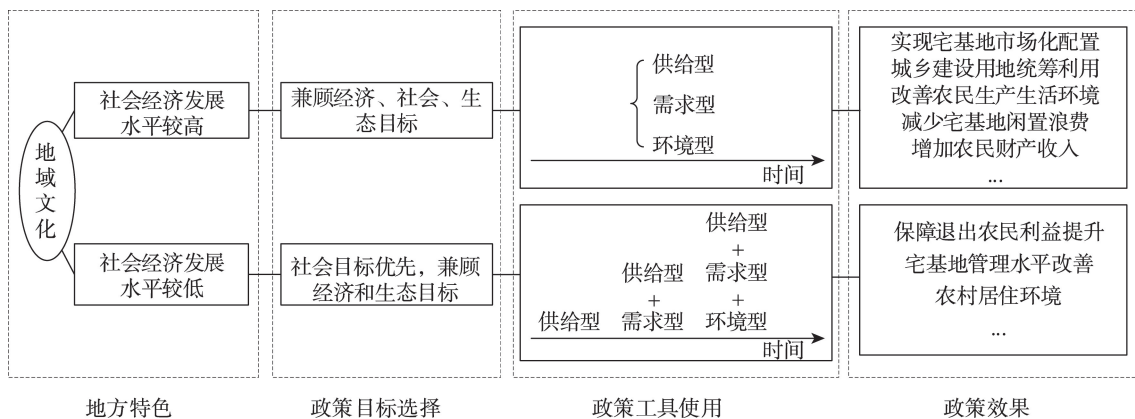 地域文化
社会经济发展
水平较高
兼顾经济、社会、生
态目标
供给型
需求型
环境型
时间
实现宅基地市场化配置
城乡建设用地统筹利用
改善农民生产生活环境
减少宅基地闲置浪费
增加农民财产收入
...
社会经济发展
水平较低
社会目标优先，兼顾
经济和生态目标
供给型
+
供给型 需求型
+ +
供给型 需求型 环境型
时间
保障退出农民利益提升
宅基地管理水平改善
农村居住环境
...
地方特色 政策目标选择 政策工具使用 政策效果